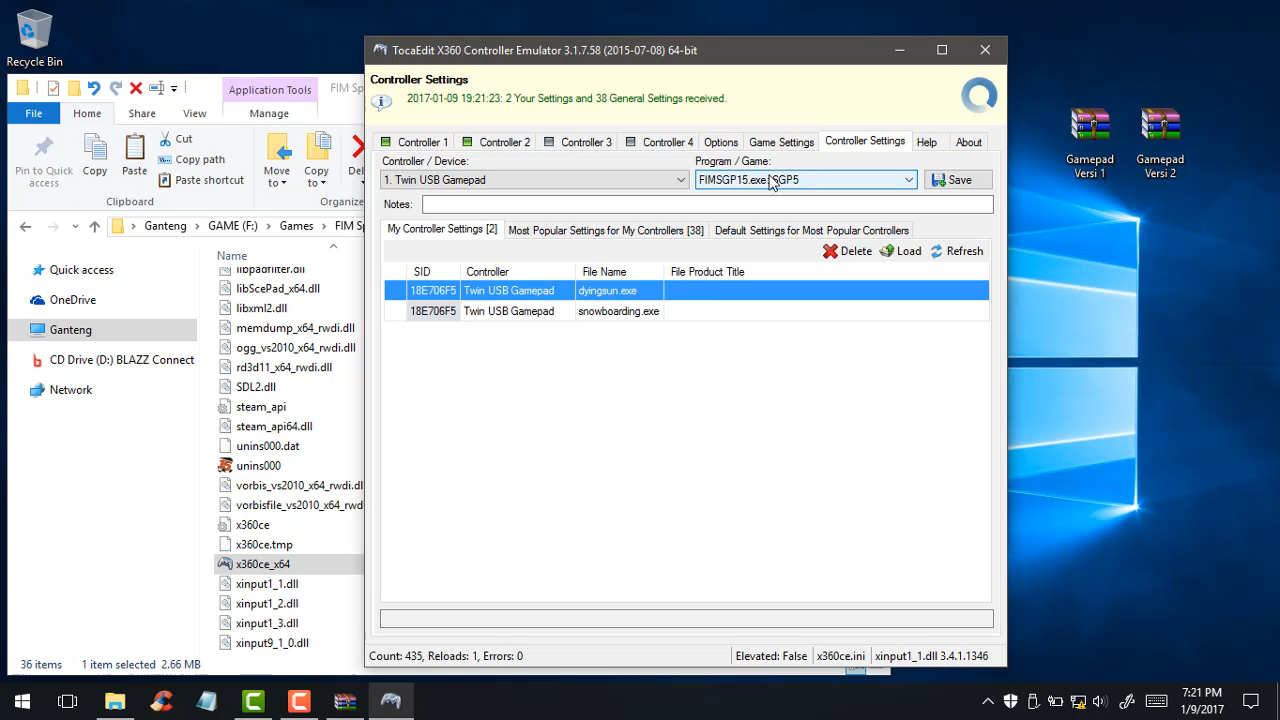 Recycle Bin
Application Tools
FIM Sp
File
Home
Share
View
Manage
Pin to Quick access
Copy
Paste
Cut
Copy path
Paste shortcut
Move to
Copy to
Clipboard
Organize
Ganteng
GAME (F:)
Games
FIM S
Quick access
OneDrive
Ganteng
CD Drive (D:) BLAZZ Connect
Network
Name
libpadfilter.dll
libScePad_x64.dll
libxml2.dll
memdump_x64_rwdi.dll
ogg_vs2010_x64_rwdi.dll
rd3d11_x64_rwdi.dll
SDL2.dll
steam_api
steam_api64.dll
unins000.dat
unins000
vorbis_vs2010_x64_rwdi.dl
vorbisfile_vs2010_x64_rwd
x360ce
x360ce.tmp
x360ce_x64
xinput1_1.dll
xinput1_2.dll
xinput1_3.dll
xinput9_1_0.dll
36 items
1 item selected
2.66 MB
TocaEdit X360 Controller Emulator 3.1.7.58 (2015-07-08) 64-bit
Controller Settings
2017-01-09 19:21:23: 2 Your Settings and 38 General Settings received.
Controller 1
Controller 2
Controller 3
Controller 4
Options
Game Settings
Controller Settings
Help
About
Controller / Device:
Program / Game:
1. Twin USB Gamepad
FIMSGP15.exe
SGP5
Save
Notes:
My Controller Settings [2]
Most Popular Settings for My Controllers [38]
Default Settings for Most Popular Controllers
Delete
Load
Refresh
SID
Controller
File Name
File Product Title
18E706F5
Twin USB Gamepad
dyingsun.exe
18E706F5
Twin USB Gamepad
snowboarding.exe
Count: 435, Reloads: 1, Errors: 0
Elevated: False
x360ce.ini
xinput1_1.dll 3.4.1.1346
Gamepad Versi 1
Gamepad Versi 2
7:21 PM
1/9/2017